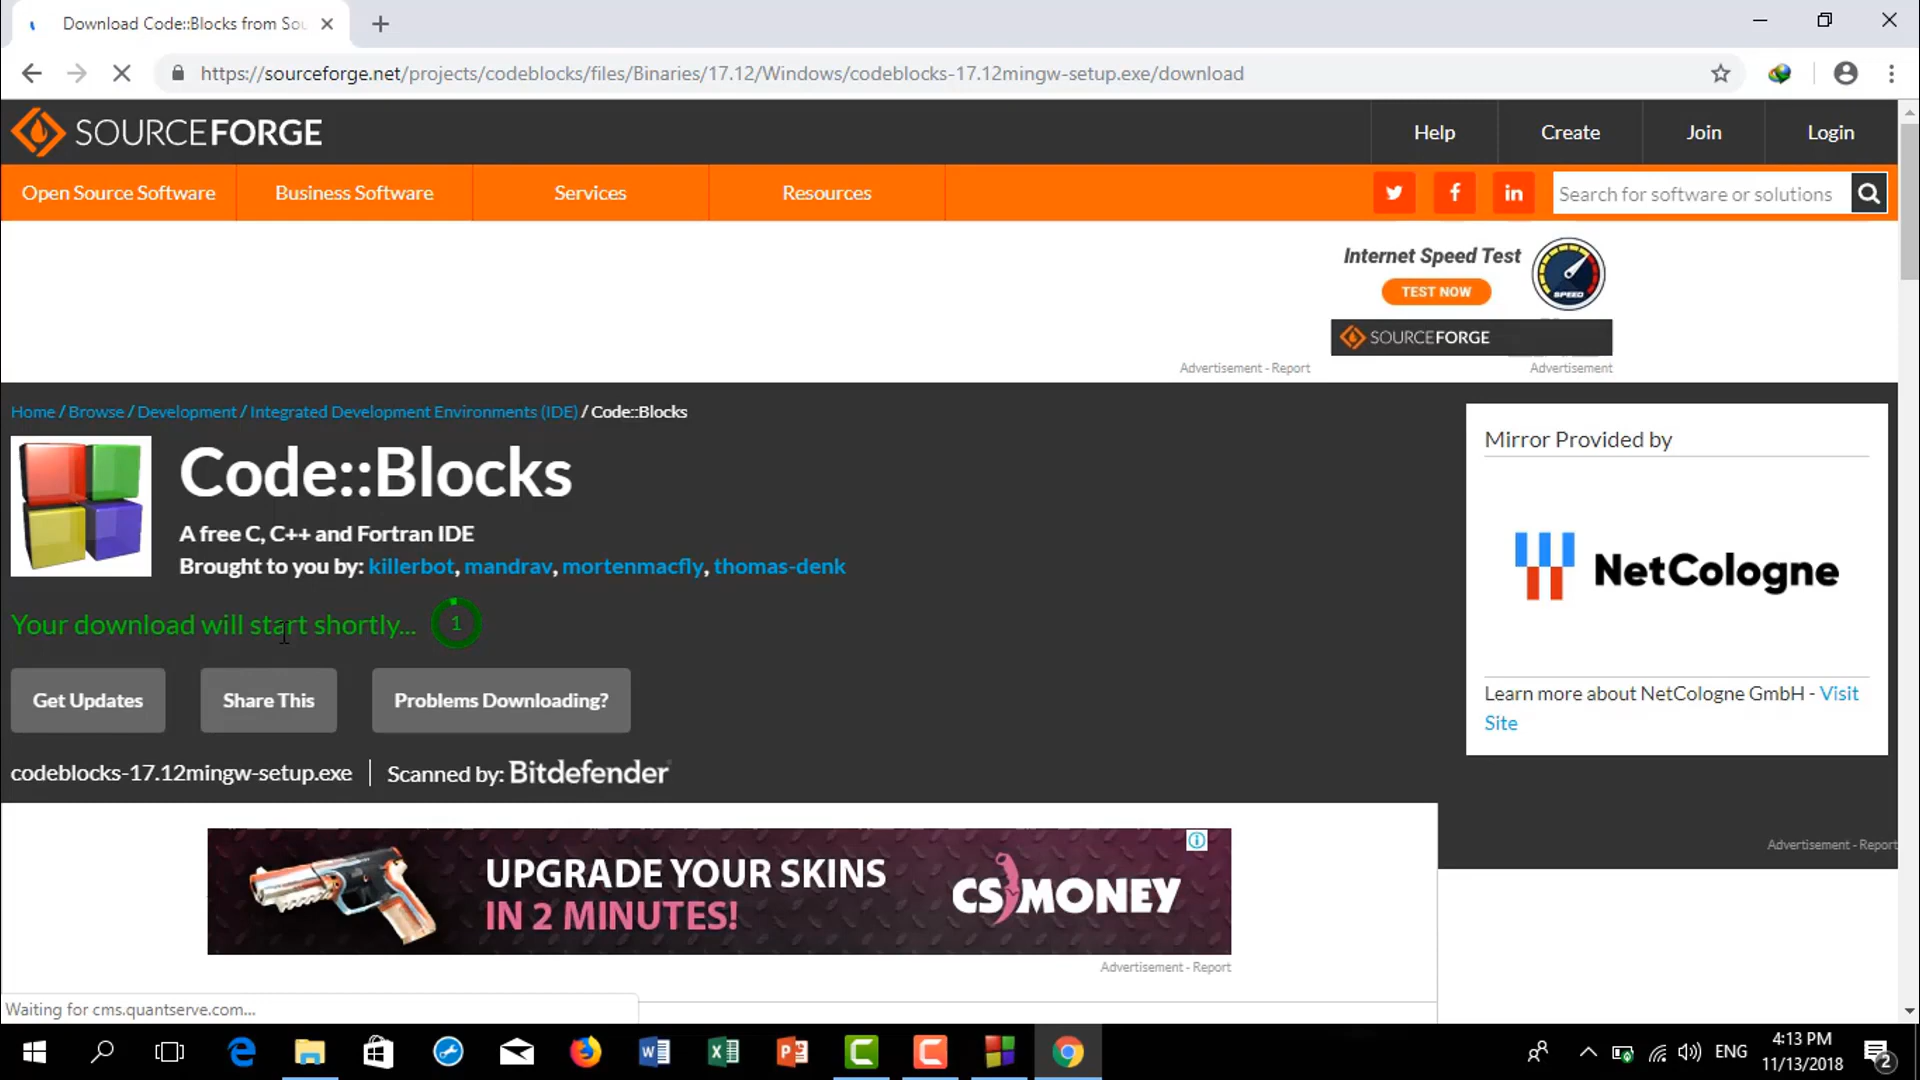 Download Code::Blocks from Sou
https://sourceforge.net/projects/codeblocks/files/Binaries/17.12/Windows/codeblocks-17.12mingw-setup.exe/download
SOURCEFORGE
Help
Create
Join
Login
Open Source Software
Business Software
Services
Resources
Search for software or solutions
Internet Speed Test
TEST NOW
SPEED
SOURCEFORGE
Advertisement - Report
Advertisement
Home / Browse / Development / Integrated Development Environments (IDE) / Code::Blocks
Code::Blocks
A free C, C++ and Fortran IDE
Brought to you by: killerbot, mandrav, mortenmacfly, thomas-denk
Your download will start shortly... 1
Get Updates
Share This
Problems Downloading?
codeblocks-17.12mingw-setup.exe | Scanned by: Bitdefender
Mirror Provided by
NetCologne
Learn more about NetCologne GmbH - Visit
Site
Advertisement - Report
UPGRADE YOUR SKINS
IN 2 MINUTES!
CS MONEY
Advertisement - Report
Waiting for cms.quantserve.com...
ENG
4:13 PM
11/13/2018
2